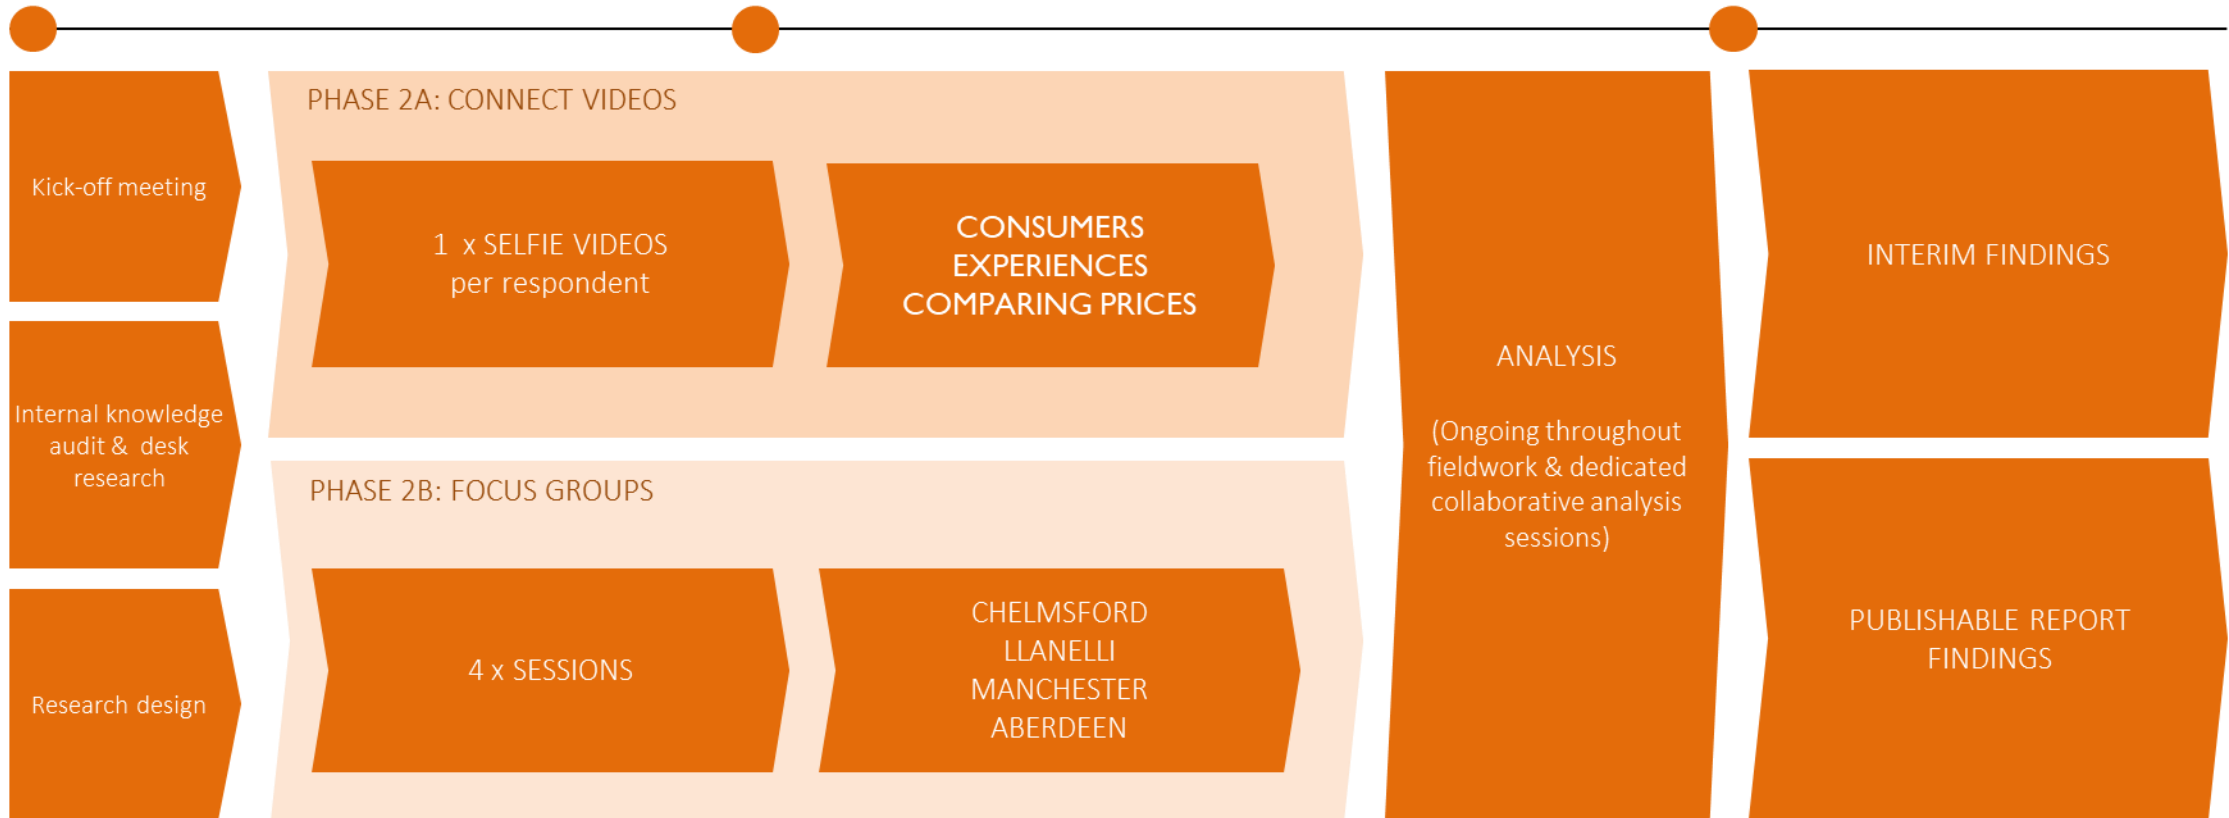 Kick-off meeting
Internal knowledge
audit &  desk
research
Research design
PHASE 2A: CONNECT VIDEOS
1  x SELFIE VIDEOS
per respondent
CONSUMERS
EXPERIENCES
COMPARING PRICES
PHASE 2B: FOCUS GROUPS
4 x SESSIONS
CHELMSFORD
LLANELLI
MANCHESTER
ABERDEEN
ANALYSIS
(Ongoing throughout
fieldwork & dedicated
collaborative analysis
sessions)
INTERIM FINDINGS
PUBLISHABLE REPORT
FINDINGS